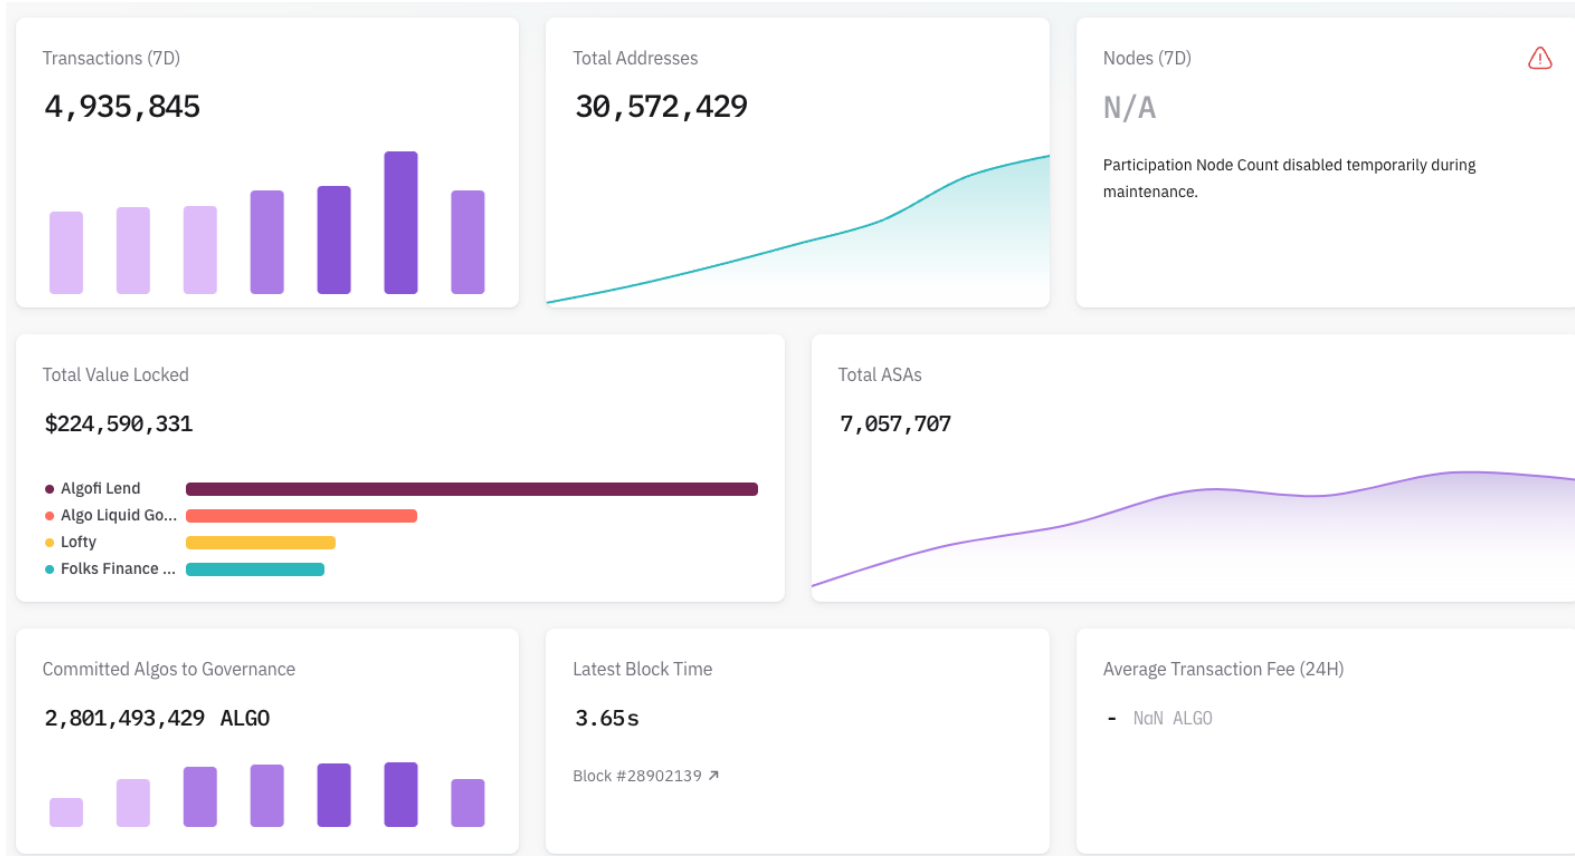 Transactions (7D)
4,935,845
Total Addresses
30,572,429
Nodes (7D)
N/A
Participation Node Count disabled temporarily during
maintenance.
Total Value Locked
$224,590,331
Algofi Lend
Algo Liquid Go...
Lofty
Folks Finance ...
Total ASAs
7,057,707
Committed Algos to Governance
2,801,493,429 ALGO
Latest Block Time
3.65s
Block #28902139
Average Transaction Fee (24H)
- NaN ALGO